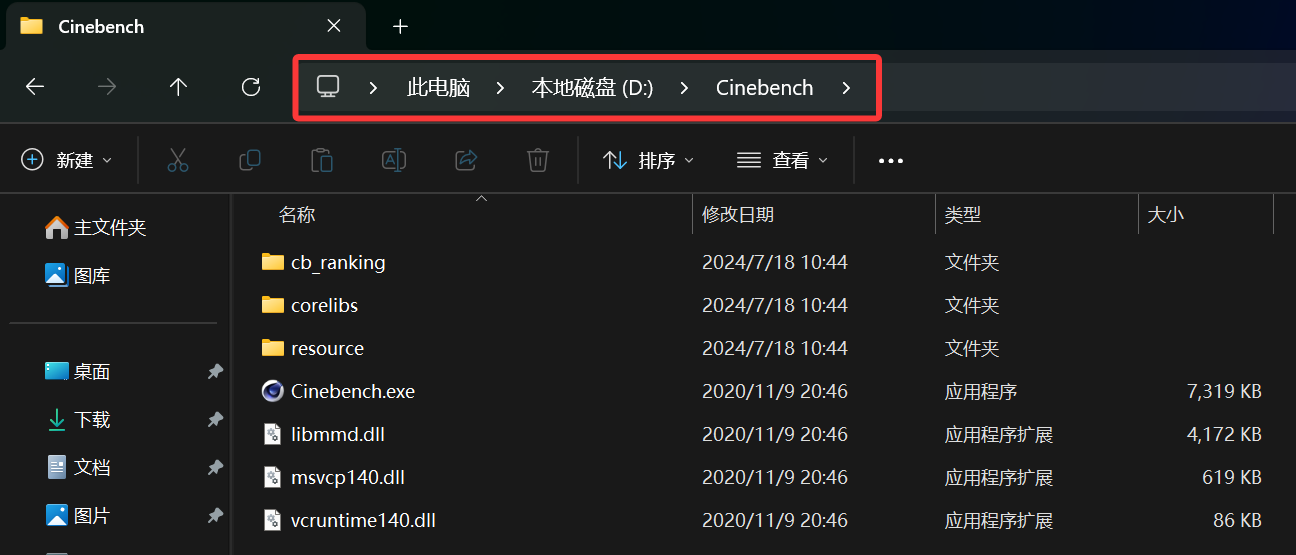 Cinebench
此电脑 本地磁盘 (D:) Cinebench
新建 排序 查看
名称 修改日期 类型 大小
主文件夹
图库
桌面
下载
文档
图片
cb_ranking 2024/7/18 10:44 文件夹
corelibs 2024/7/18 10:44 文件夹
resource 2024/7/18 10:44 文件夹
Cinebench.exe 2020/11/9 20:46 应用程序 7,319 KB
libmmd.dll 2020/11/9 20:46 应用程序扩展 4,172 KB
msvcp140.dll 2020/11/9 20:46 应用程序扩展 619 KB
vcruntime140.dll 2020/11/9 20:46 应用程序扩展 86 KB